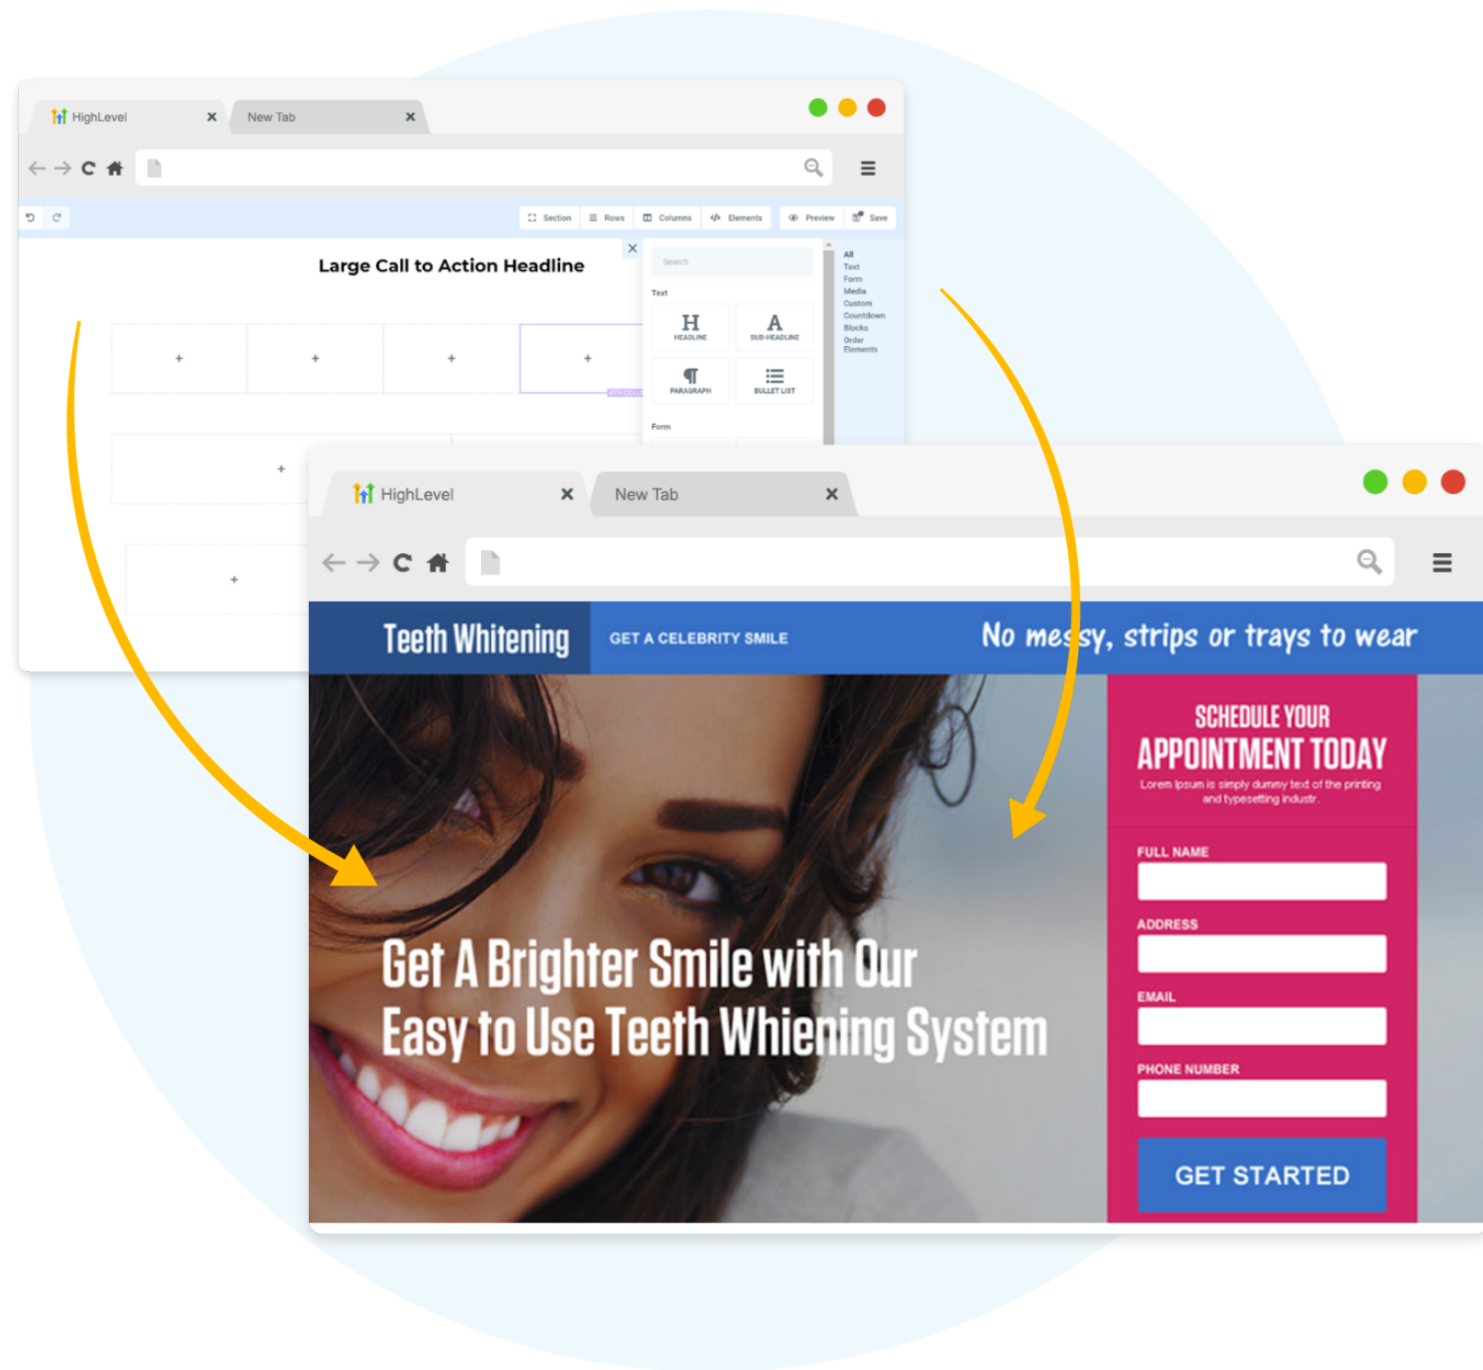 HighLevel
New Tab
Section
Rows
Columns
Elements
Preview
Save
Large Call to Action Headline
Search
Text
HEADLINE
SUB-HEADLINE
PARAGRAPH
BULLET LIST
Form
All
Text
Form
Media
Custom
Countdown
Blocks
Order
Elements
4TH
HighLevel
New Tab
Teeth Whitening
GET A CELEBRITY SMILE
No messy, strips or trays to wear
Get A Brighter Smile with Our
Easy to Use Teeth Whiening System
SCHEDULE YOUR
APPOINTMENT TODAY
Lorem Ipsum is simply dummy text of the printing
and typesetting industr.
FULL NAME
ADDRESS
EMAIL
PHONE NUMBER
GET STARTED